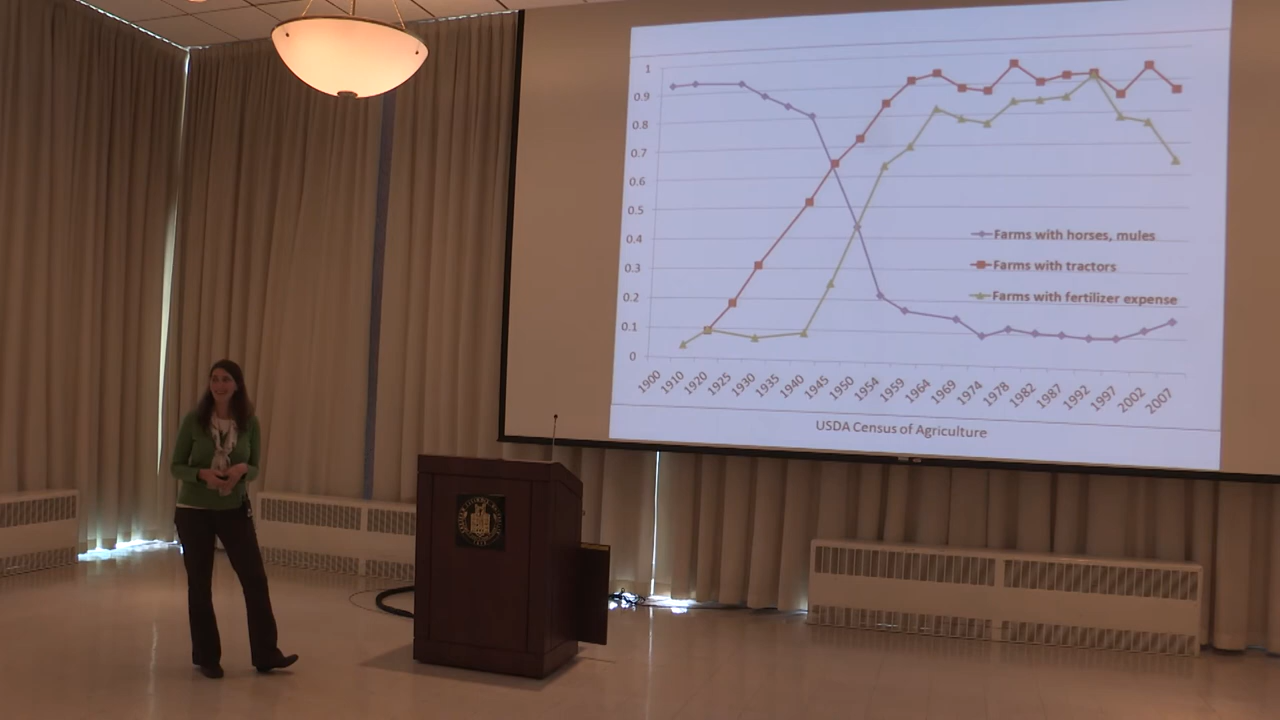 1
0.9
0.8
0.7
0.6
0.5
0.4
0.3
0.2
0.1
0
Farms with horses, mules
Farms with tractors
Farms with fertilizer expense
1900 1910 1920 1925 1930 1935 1940 1945 1950 1954 1959 1964 1969 1974 1978 1982 1987 1992 1997 2002 2007
USDA Census of Agriculture